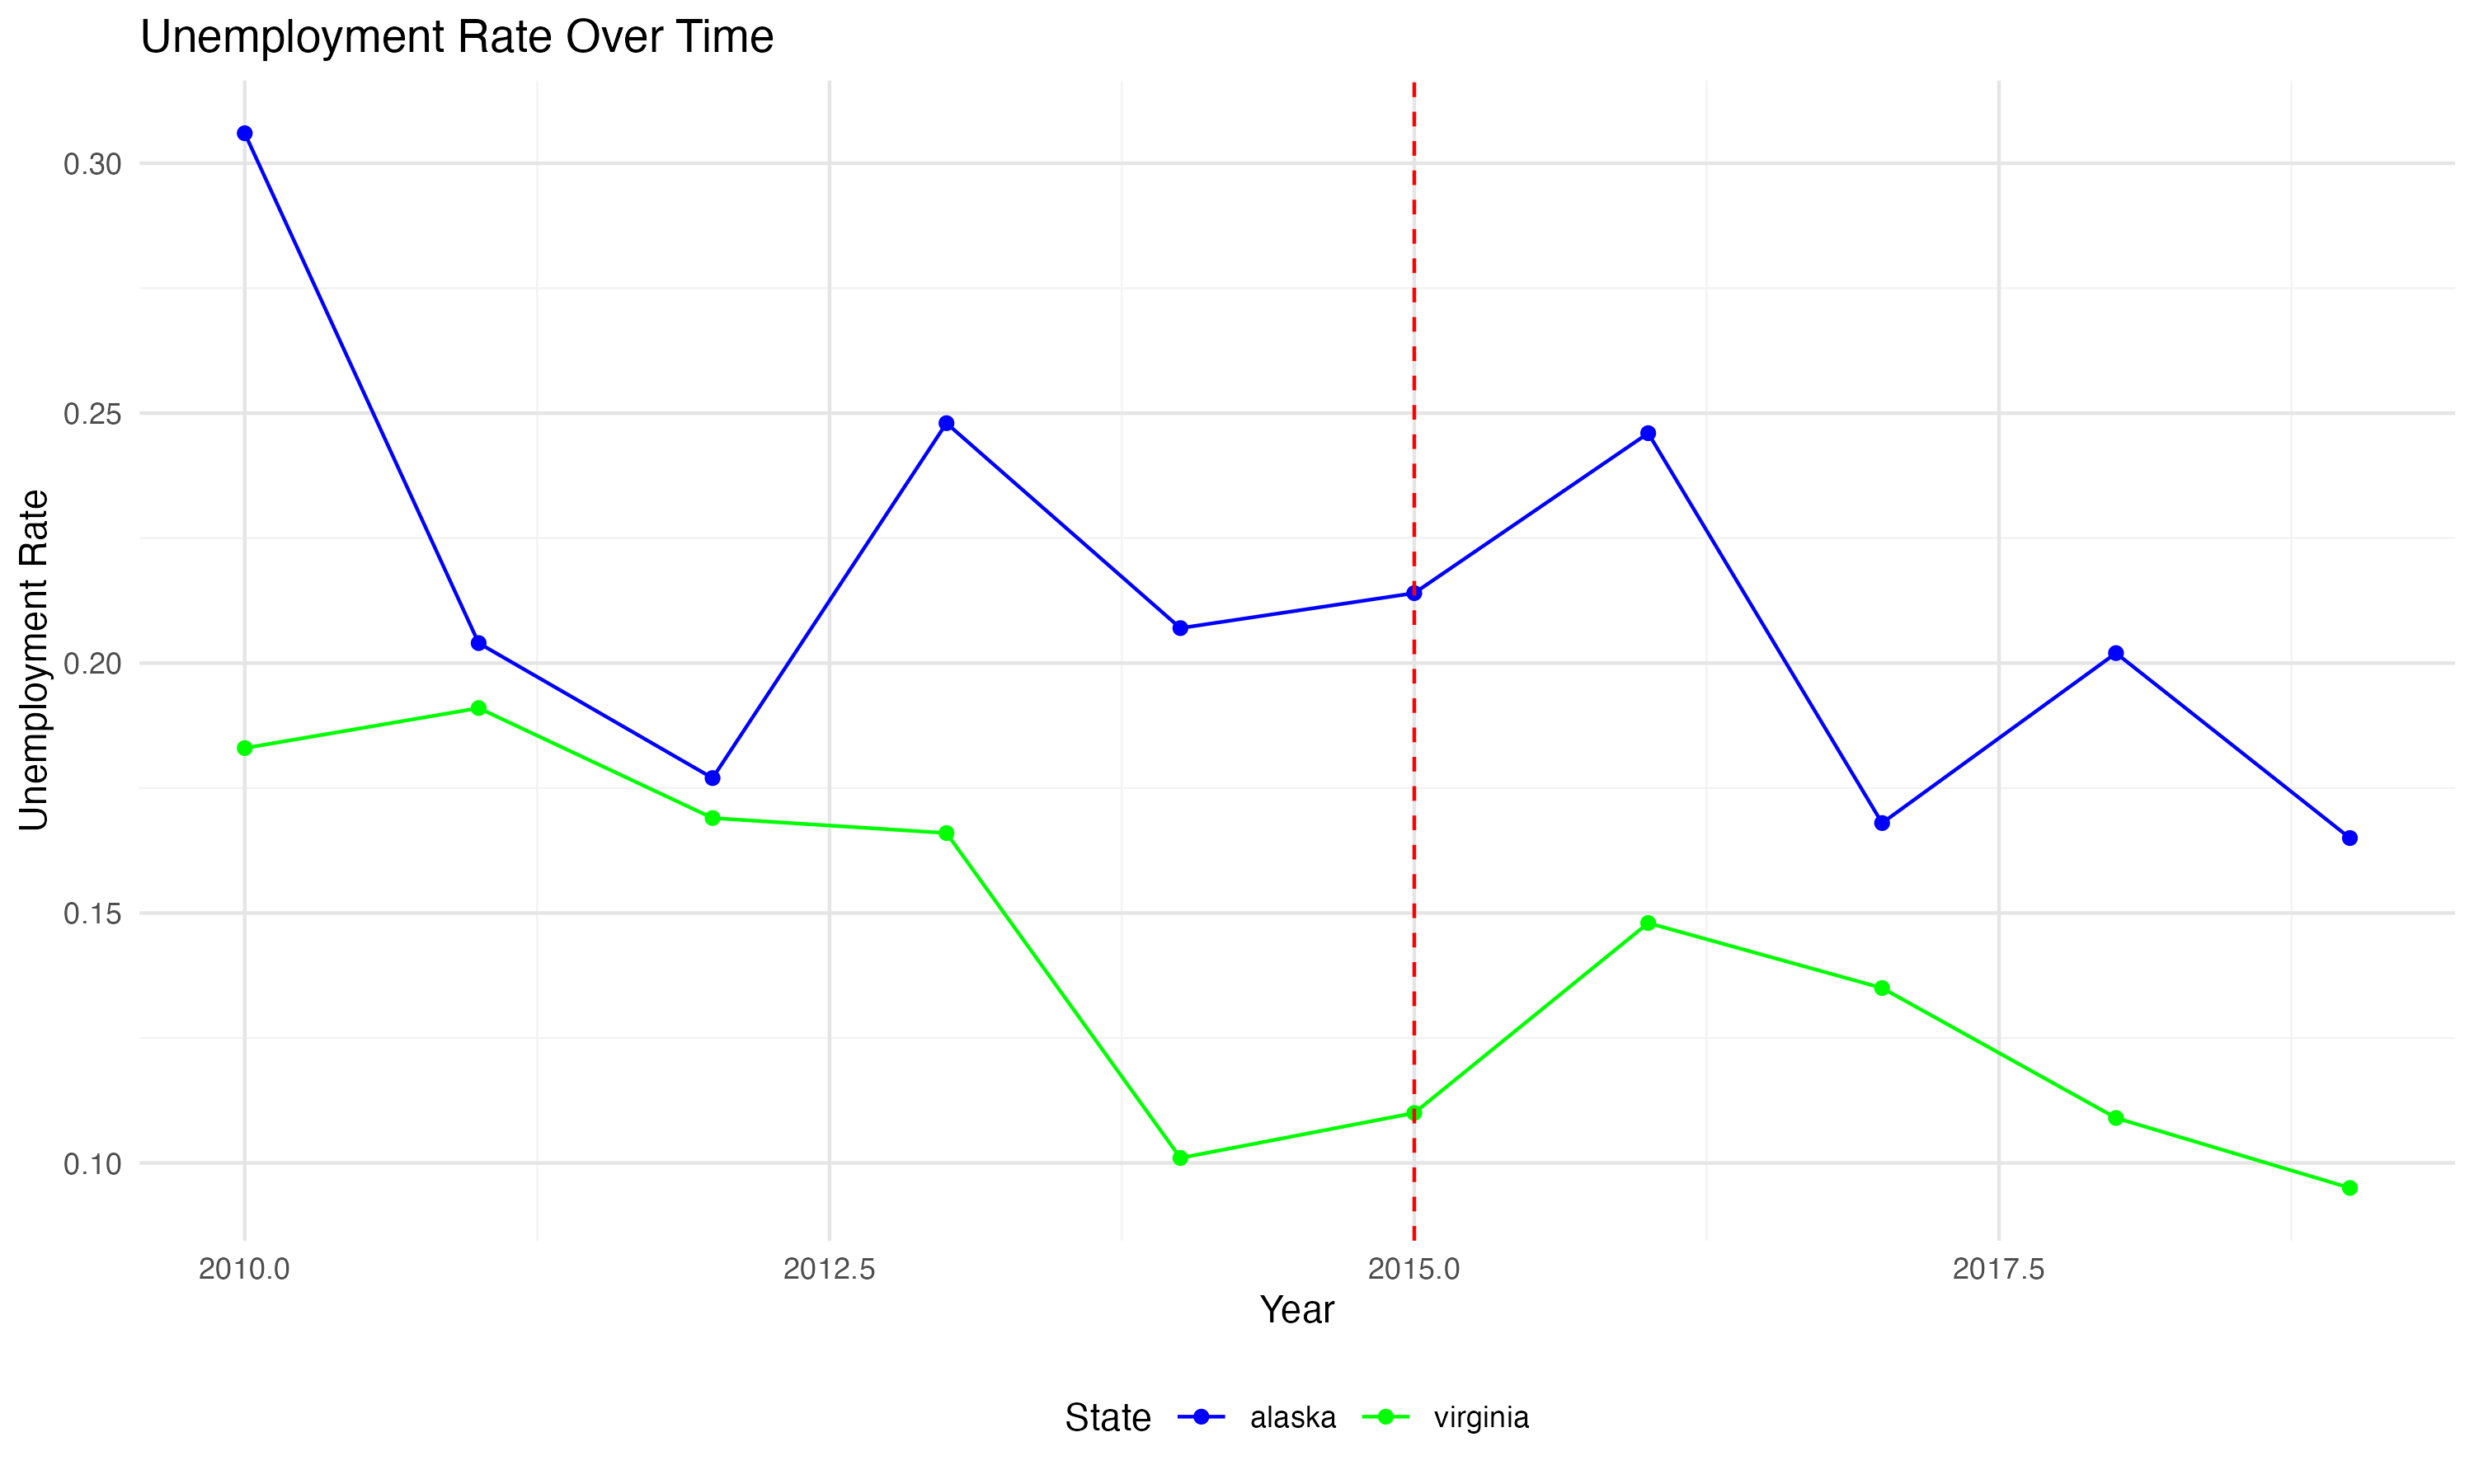 Unemployment Rate Over Time
Unemployment Rate
0.30
0.25
0.20
0.15
0.10
2010.0 2012.5 2015.0 2017.5
Year
State alaska virginia